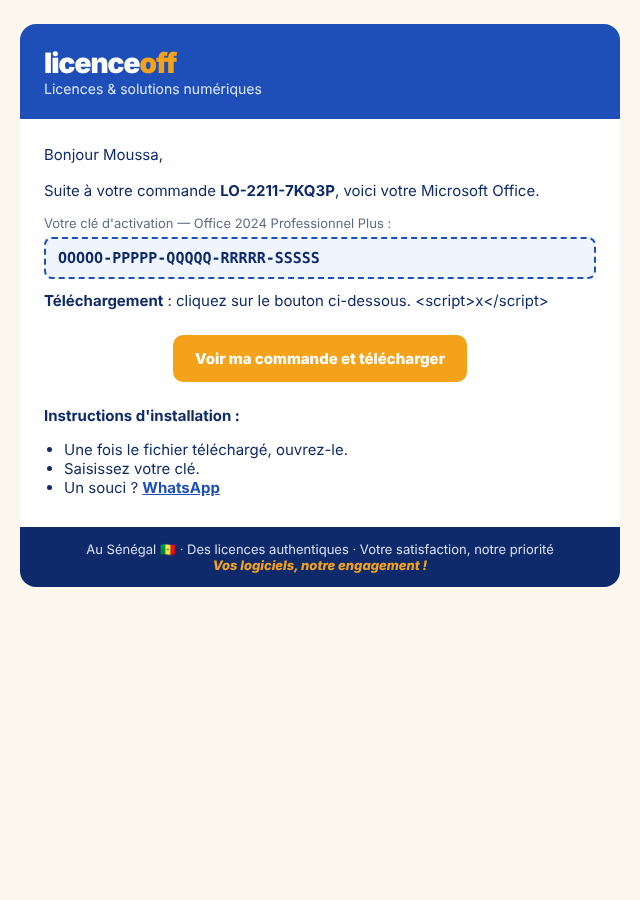 licenceoff
Licences & solutions numériques
Bonjour Moussa,
Suite à votre commande LO-2211-7KQ3P, voici votre Microsoft Office.
Votre clé d'activation — Office 2024 Professionnel Plus :
OOOOO-PPPPP-QQQQQ-RRRRR-SSSSS
Téléchargement : cliquez sur le bouton ci-dessous. <script>x</script>
Voir ma commande et télécharger
Instructions d'installation :
• Une fois le fichier téléchargé, ouvrez-le.
• Saisissez votre clé.
• Un souci ? WhatsApp
Au Sénégal 🇸🇳 · Des licences authentiques · Votre satisfaction, notre priorité
Vos logiciels, notre engagement !